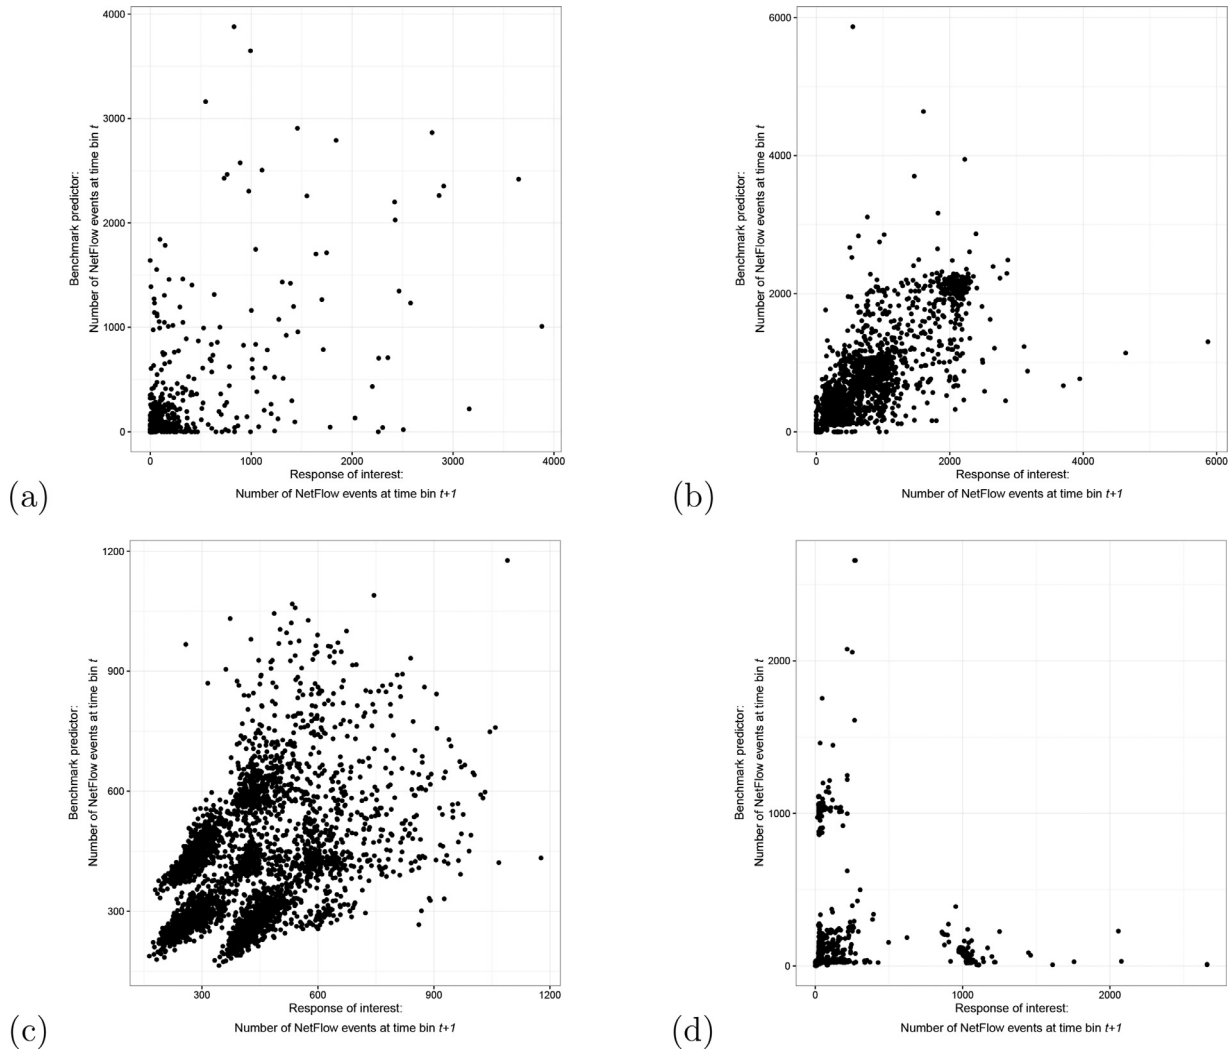 4000
3000
2000
1000
0
Benchmark predictor:
Number of NetFlow events at time bin t
0 1000 2000 3000 4000
Response of interest:
Number of NetFlow events at time bin t+1
(a)
6000
4000
2000
0
Benchmark predictor:
Number of NetFlow events at time bin t
0 2000 4000 6000
Response of interest:
Number of NetFlow events at time bin t+1
(b)
1200
900
600
300
Benchmark predictor:
Number of NetFlow events at time bin t
300 600 900 1200
Response of interest:
Number of NetFlow events at time bin t+1
(c)
2000
1000
0
Benchmark predictor:
Number of NetFlow events at time bin t
0 1000 2000
Response of interest:
Number of NetFlow events at time bin t+1
(d)